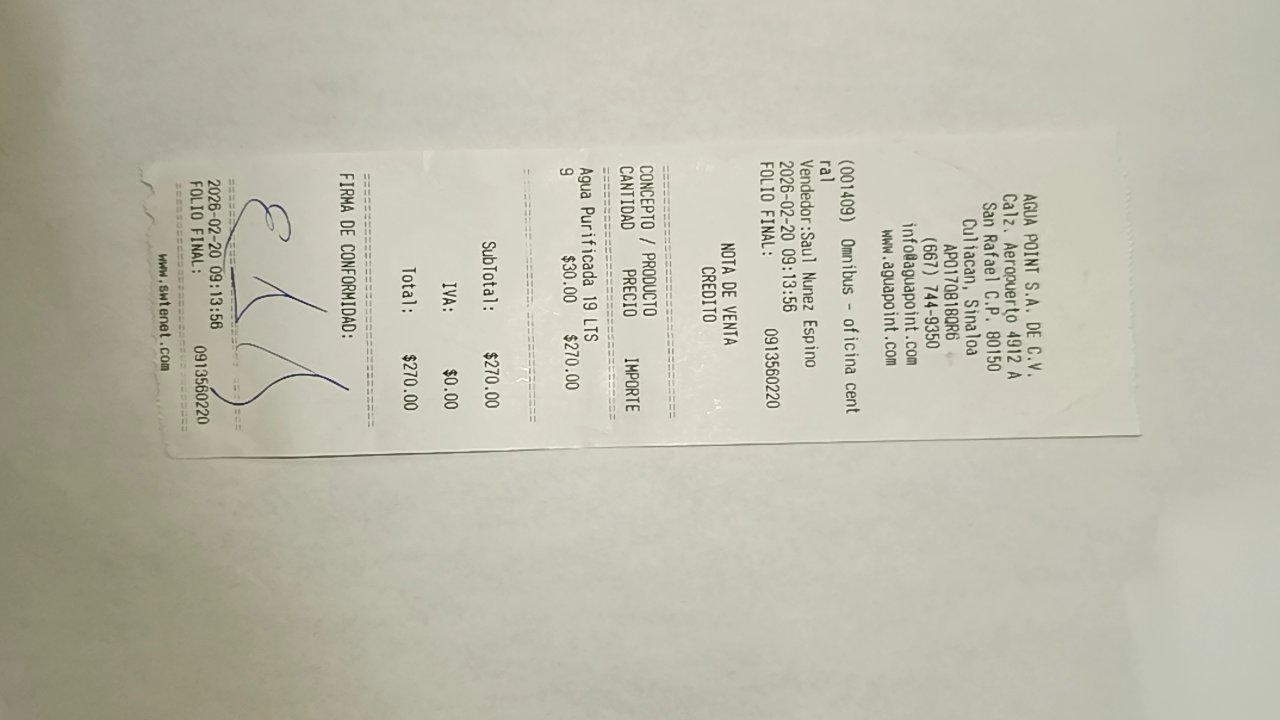 AGUA POINT S.A. DE C.V.
Calz. Aeropuerto 4912 A
San Rafael C.P. 80150
Culiacan, Sinaloa
APO170818QR6
(667) 744-9350
info@aguapoint.com
www.aguapoint.com
(001409) Omnibus - oficina cent
ral
Vendedor:Saul Nunez Espino
2026-02-20 09:13:56
FOLIO FINAL: 0913560220
NOTA DE VENTA
CREDITO
CONCEPTO / PRODUCTO
CANTIDAD PRECIO IMPORTE
Agua Purificada 19 LTS
9 $30.00 $270.00
SubTotal: $270.00
IVA: $0.00
Total: $270.00
FIRMA DE CONFORMIDAD:
2026-02-20 09:13:56
FOLIO FINAL: 0913560220
www.swtenet.com